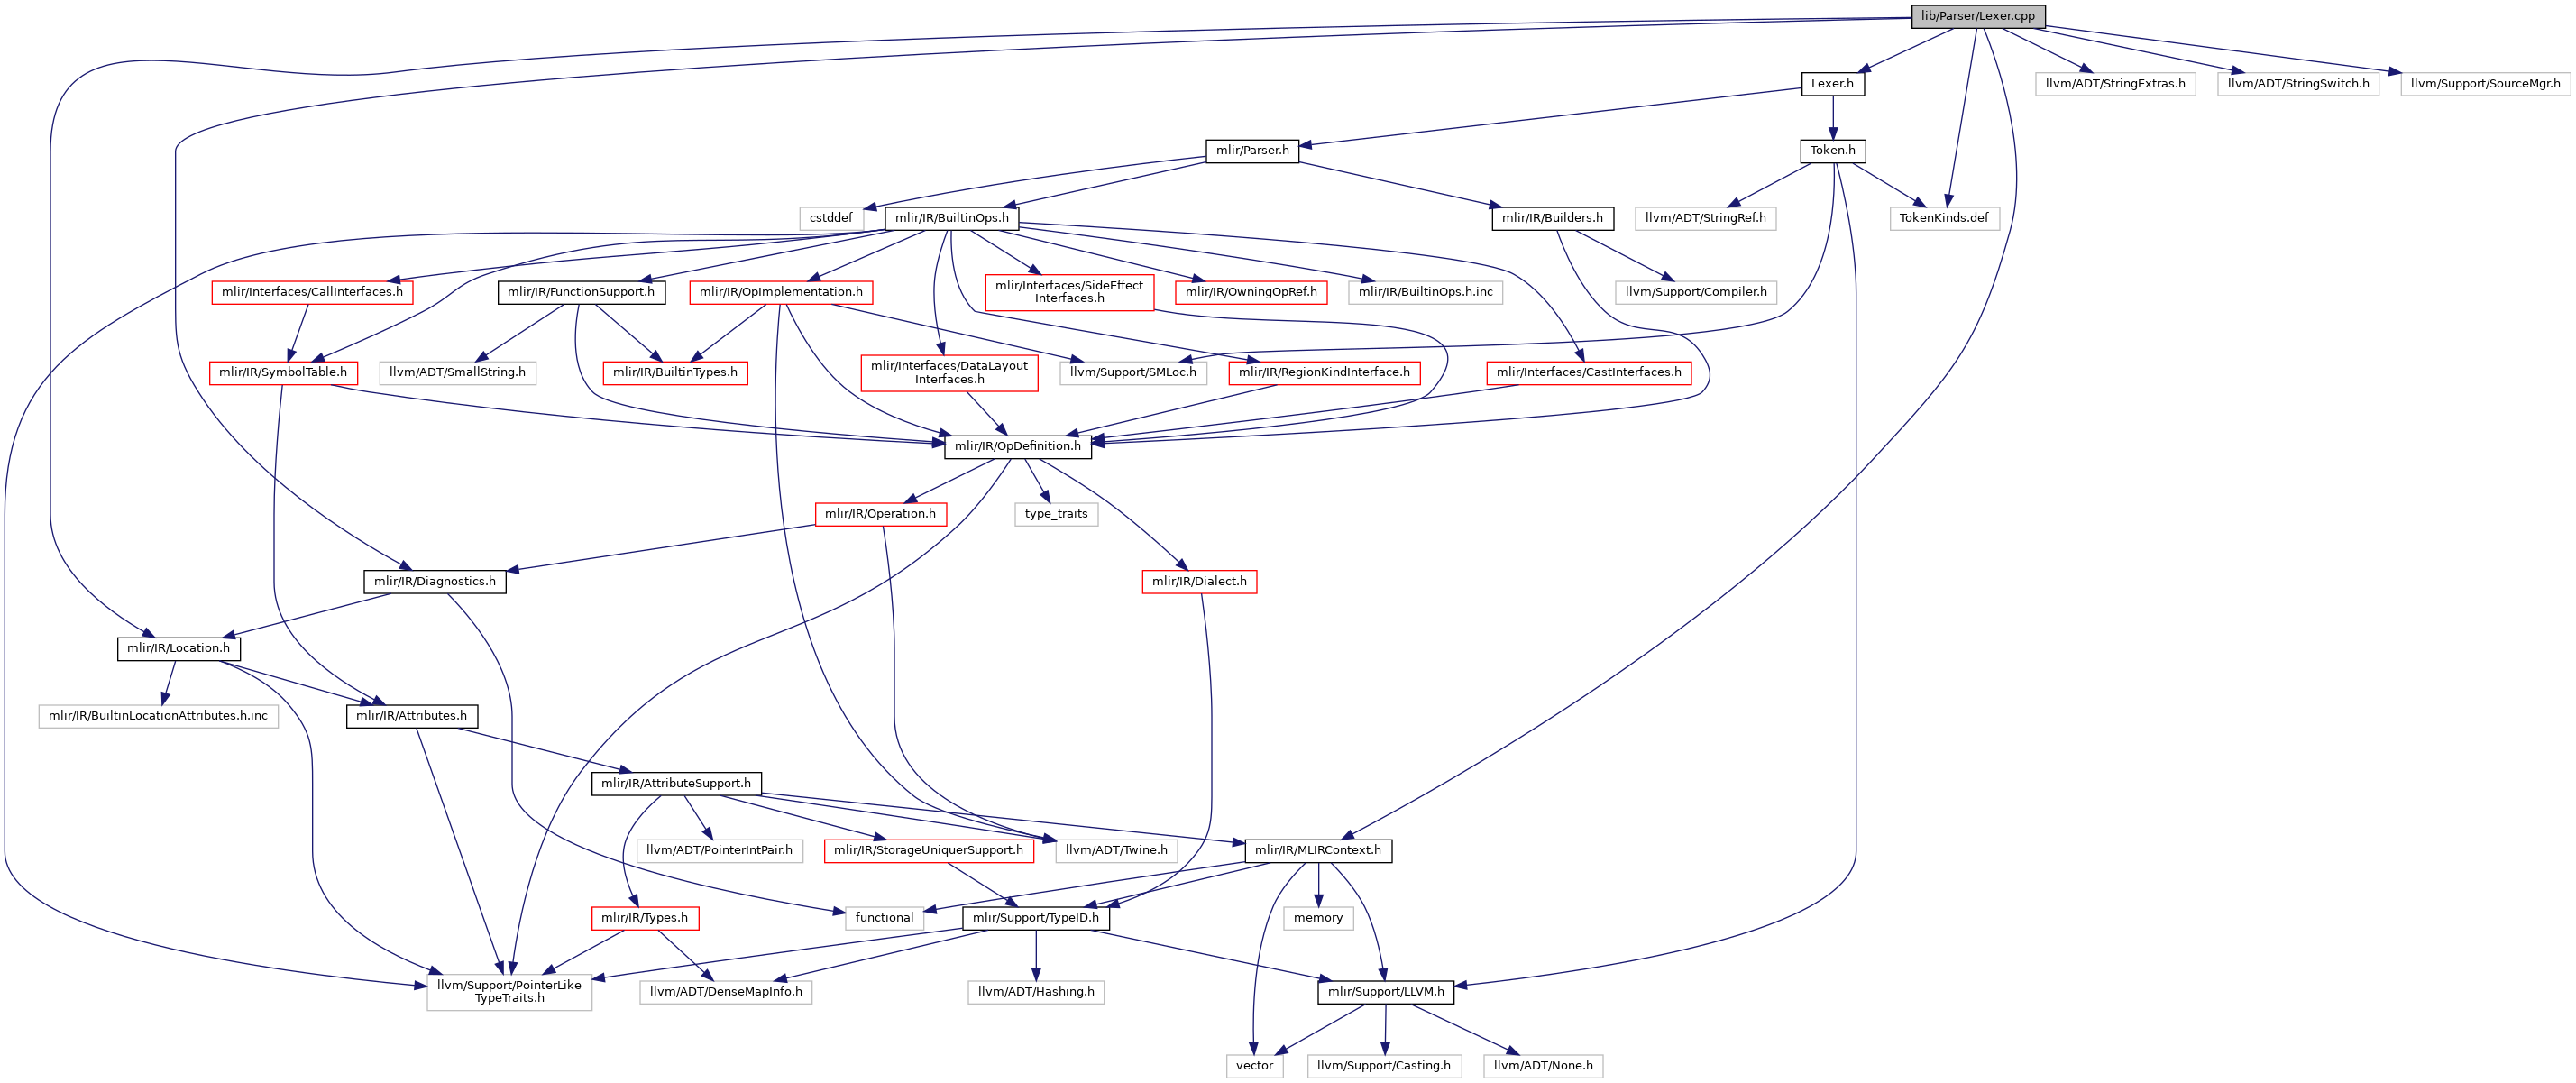 lib/Parser/Lexer.cpp
Lexer.h
llvm/ADT/StringExtras.h
llvm/ADT/StringSwitch.h
llvm/Support/SourceMgr.h
mlir/Parser.h
Token.h
cstddef
mlir/IR/BuiltinOps.h
mlir/IR/Builders.h
llvm/ADT/StringRef.h
TokenKinds.def
mlir/Interfaces/CallInterfaces.h
mlir/IR/FunctionSupport.h
mlir/IR/OpImplementation.h
mlir/Interfaces/SideEffect
Interfaces.h
mlir/IR/OwningOpRef.h
mlir/IR/BuiltinOps.h.inc
llvm/Support/Compiler.h
mlir/IR/SymbolTable.h
llvm/ADT/SmallString.h
mlir/IR/BuiltinTypes.h
mlir/Interfaces/DataLayout
Interfaces.h
llvm/Support/SMLoc.h
mlir/IR/RegionKindInterface.h
mlir/Interfaces/CastInterfaces.h
mlir/IR/OpDefinition.h
mlir/IR/Operation.h
type_traits
mlir/IR/Diagnostics.h
mlir/IR/Dialect.h
mlir/IR/Location.h
mlir/IR/BuiltinLocationAttributes.h.inc
mlir/IR/Attributes.h
mlir/IR/AttributeSupport.h
llvm/ADT/PointerIntPair.h
mlir/IR/StorageUniquerSupport.h
llvm/ADT/Twine.h
mlir/IR/MLIRContext.h
mlir/IR/Types.h
functional
mlir/Support/TypeID.h
memory
llvm/Support/PointerLike
TypeTraits.h
llvm/ADT/DenseMapInfo.h
llvm/ADT/Hashing.h
mlir/Support/LLVM.h
vector
llvm/Support/Casting.h
llvm/ADT/None.h